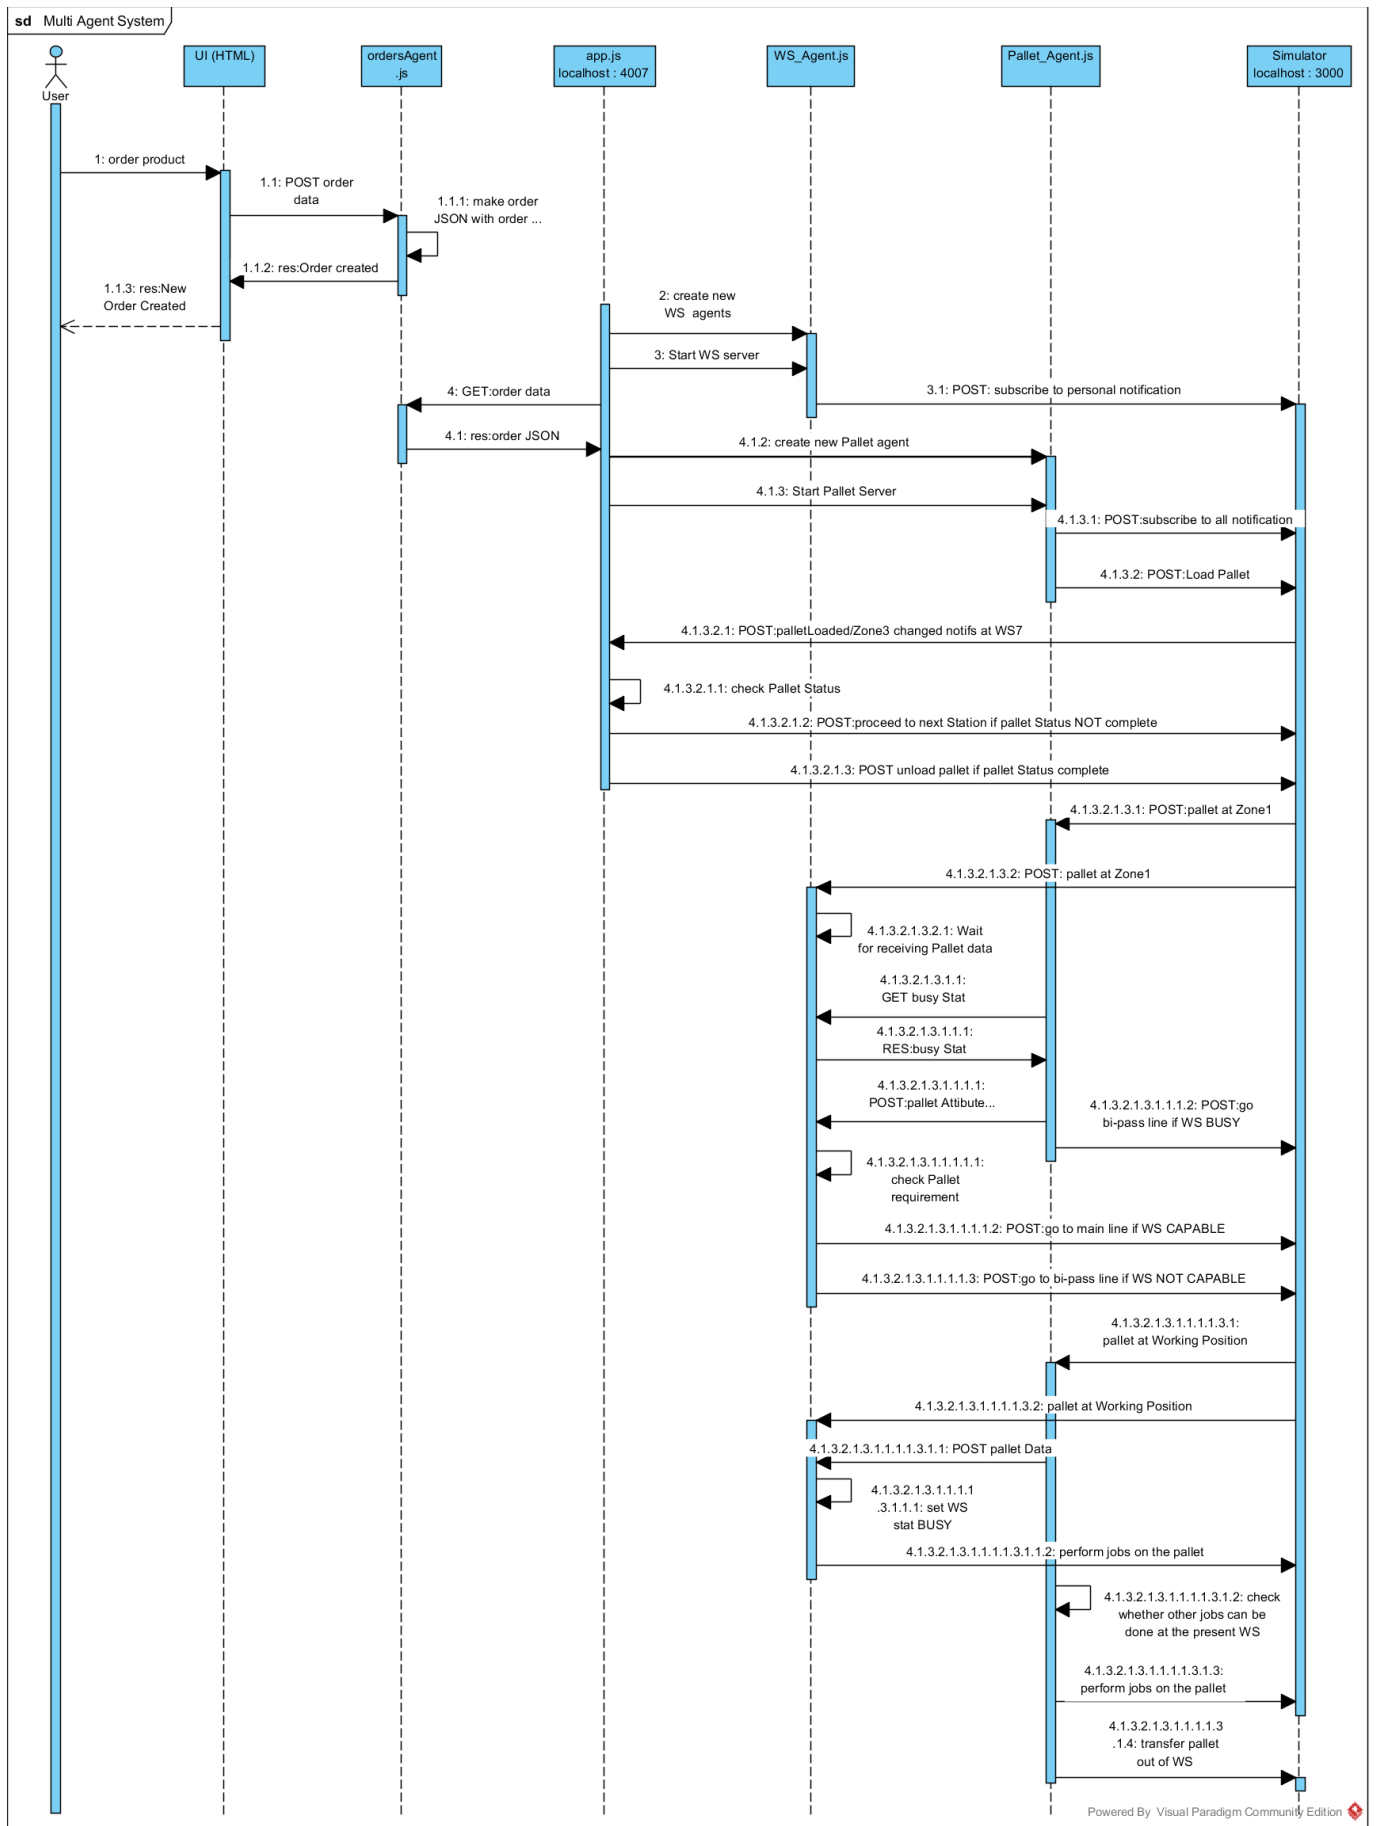 sd Multi Agent System
User
UI (HTML)
ordersAgent
.js
app.js
localhost : 4007
WS_Agent.js
Pallet_Agent.js
Simulator
localhost : 3000
1: order product
1.1: POST order
data
1.1.1: make order
JSON with order ...
1.1.2: res:Order created
1.1.3: res:New
Order Created
2: create new
WS agents
3: Start WS server
3.1: POST: subscribe to personal notification
4: GET:order data
4.1: res:order JSON
4.1.2: create new Pallet agent
4.1.3: Start Pallet Server
4.1.3.1: POST:subscribe to all notification
4.1.3.2: POST:Load Pallet
4.1.3.2.1: POST:palletLoaded/Zone3 changed notifs at WS7
4.1.3.2.1.1: check Pallet Status
4.1.3.2.1.2: POST:proceed to next Station if pallet Status NOT complete
4.1.3.2.1.3: POST unload pallet if pallet Status complete
4.1.3.2.1.3.1: POST:pallet at Zone1
4.1.3.2.1.3.2: POST: pallet at Zone1
4.1.3.2.1.3.2.1: Wait
for receiving Pallet data
4.1.3.2.1.3.1.1:
GET busy Stat
4.1.3.2.1.3.1.1.1:
RES:busy Stat
4.1.3.2.1.3.1.1.1.1:
POST:pallet Attibute...
4.1.3.2.1.3.1.1.1.2: POST:go
bi-pass line if WS BUSY
4.1.3.2.1.3.1.1.1.1.1:
check Pallet
requirement
4.1.3.2.1.3.1.1.1.1.2: POST:go to main line if WS CAPABLE
4.1.3.2.1.3.1.1.1.1.3: POST:go to bi-pass line if WS NOT CAPABLE
4.1.3.2.1.3.1.1.1.1.3.1:
pallet at Working Position
4.1.3.2.1.3.1.1.1.1.3.2: pallet at Working Position
4.1.3.2.1.3.1.1.1.1.3.1.1: POST pallet Data
4.1.3.2.1.3.1.1.1.1
.3.1.1.1: set WS
stat BUSY
4.1.3.2.1.3.1.1.1.1.3.1.1.2: perform jobs on the pallet
4.1.3.2.1.3.1.1.1.1.3.1.2: check
whether other jobs can be
done at the present WS
4.1.3.2.1.3.1.1.1.1.3.1.3:
perform jobs on the pallet
4.1.3.2.1.3.1.1.1.1.3
.1.4: transfer pallet
out of WS
Powered By Visual Paradigm Community Edition